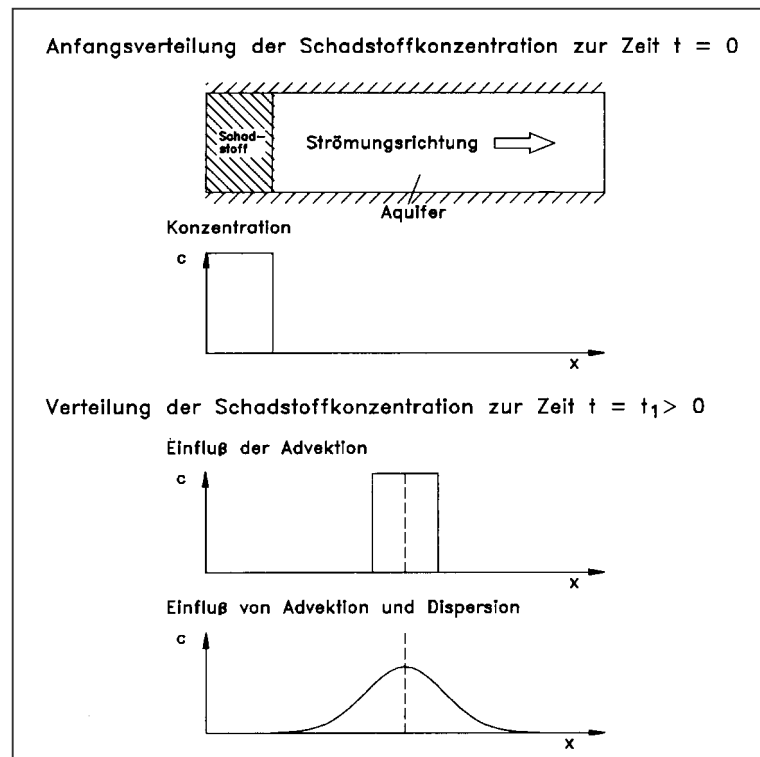 Anfangsverteilung der Schadstoffkonzentration zur Zeit t = 0
Schad-
stoff
Strömungsrichtung
Aquifer
Konzentration
c
x
Verteilung der Schadstoffkonzentration zur Zeit t = t₁> 0
Einfluß der Advektion
c
x
Einfluß von Advektion und Dispersion
c
x